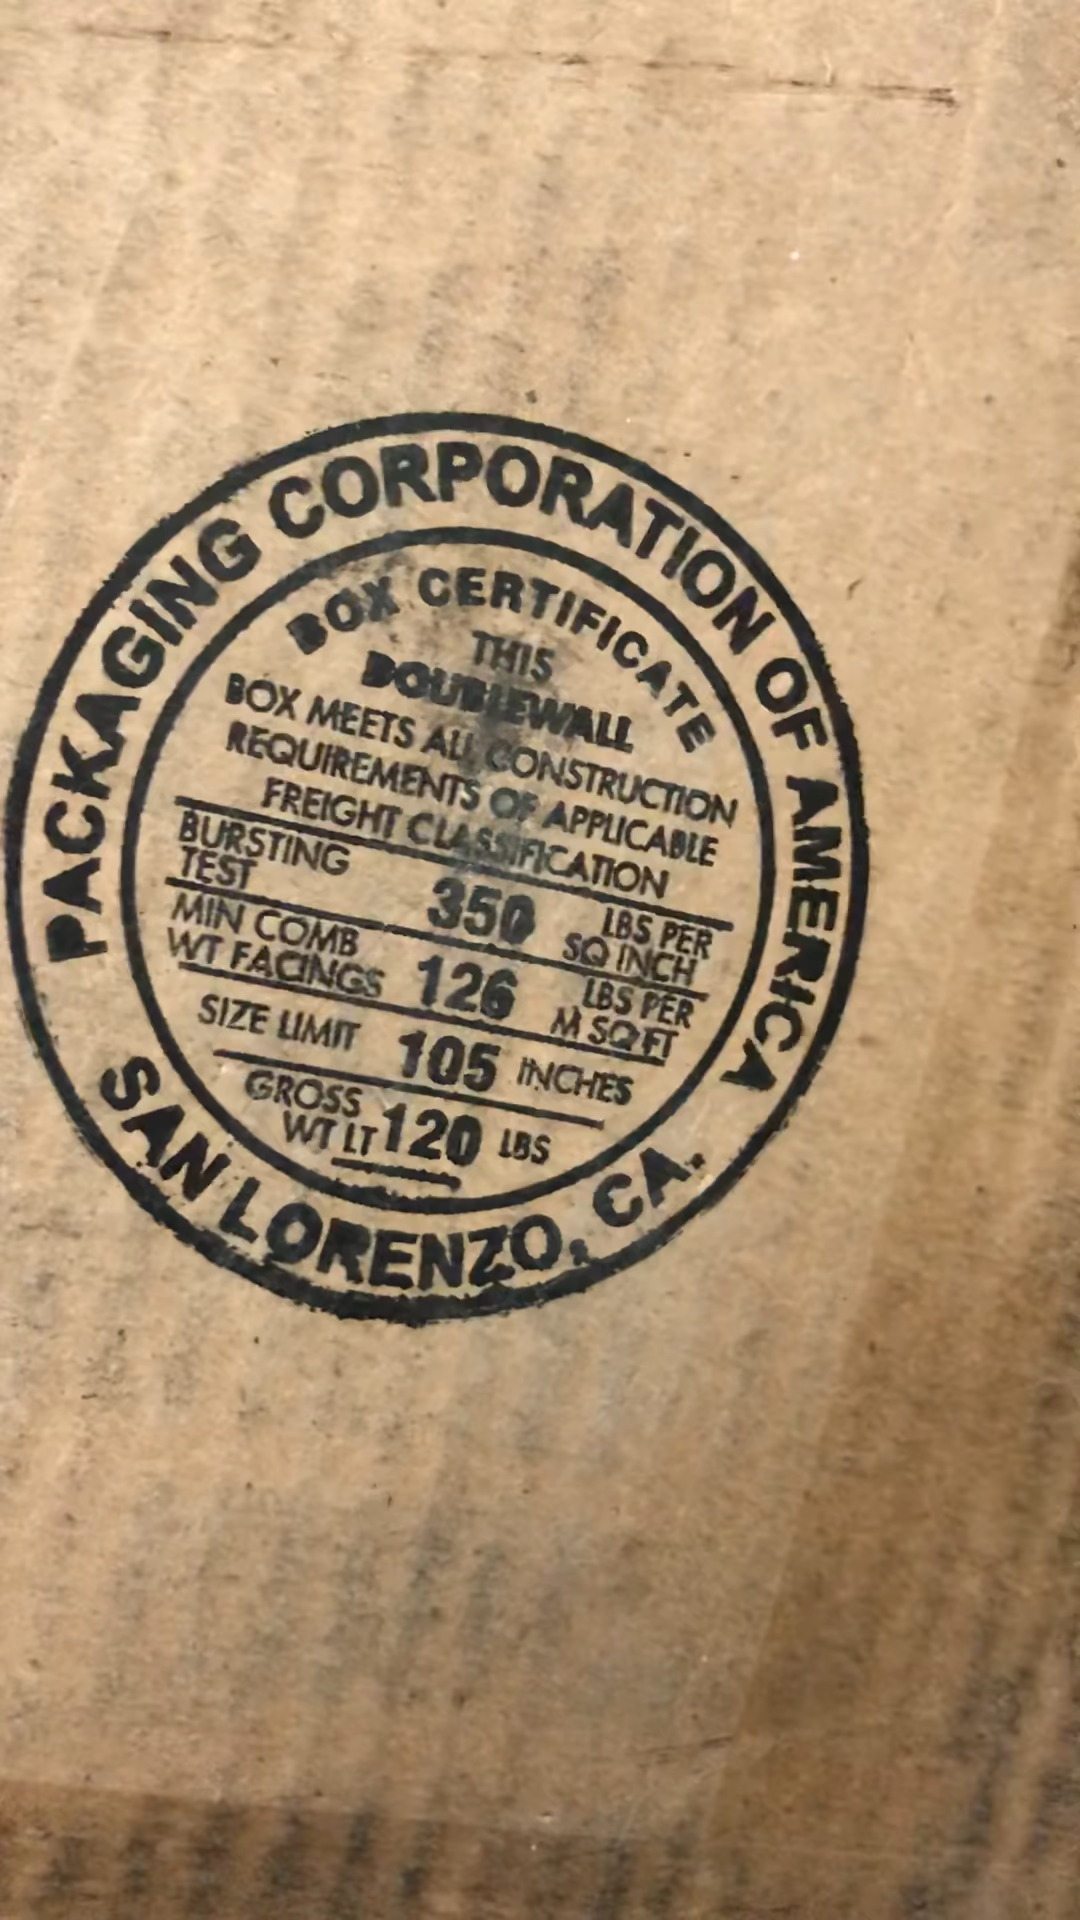 PACKAGING CORPORATION OF AMERICA
BOX CERTIFICATE
THIS
DOUBLEWALL
BOX MEETS ALL CONSTRUCTION
REQUIREMENTS OF APPLICABLE
FREIGHT CLASSIFICATION
BURSTING TEST 350 LBS PER SQ INCH
MIN COMB WT FACINGS 126 LBS PER M SQ FT
SIZE LIMIT 105 INCHES
GROSS WT LT 120 LBS
SAN LORENZO, CA.